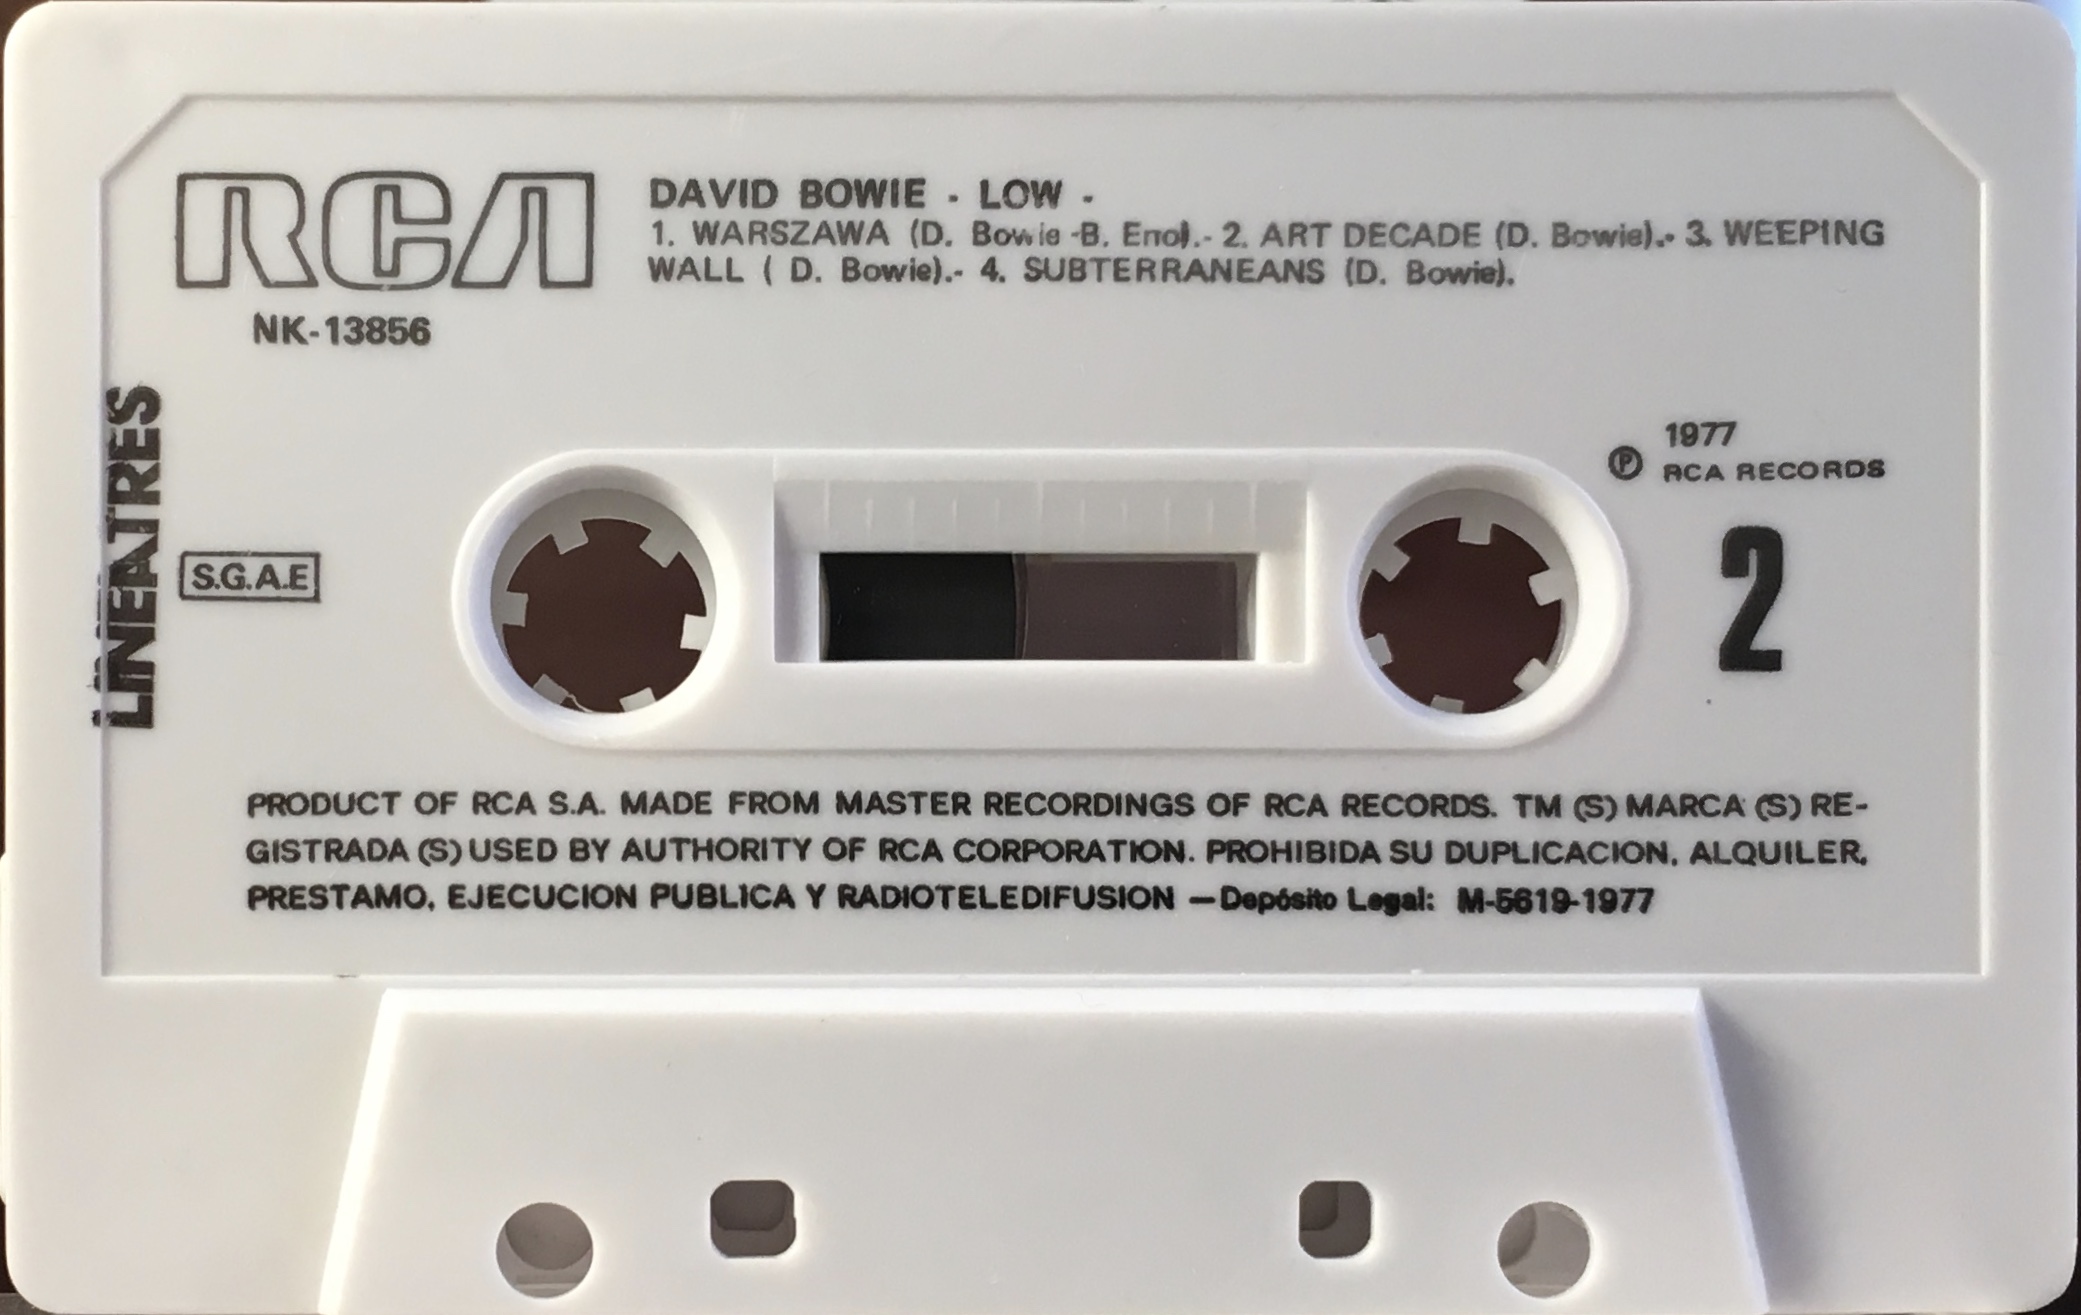 RCA
DAVID BOWIE - LOW -
1. WARSZAWA (D. Bowie -B. Eno).- 2. ART DECADE (D. Bowie).- 3. WEEPING
WALL ( D. Bowie).- 4. SUBTERRANEANS (D. Bowie).
NK-13856
LINEATRES
S.G.A.E
1977
Ⓟ RCA RECORDS
2
PRODUCT OF RCA S.A. MADE FROM MASTER RECORDINGS OF RCA RECORDS. TM (S) MARCA (S) RE-
GISTRADA (S) USED BY AUTHORITY OF RCA CORPORATION. PROHIBIDA SU DUPLICACION, ALQUILER,
PRESTAMO, EJECUCION PUBLICA Y RADIOTELEDIFUSION — Depósito Legal: M-5619-1977